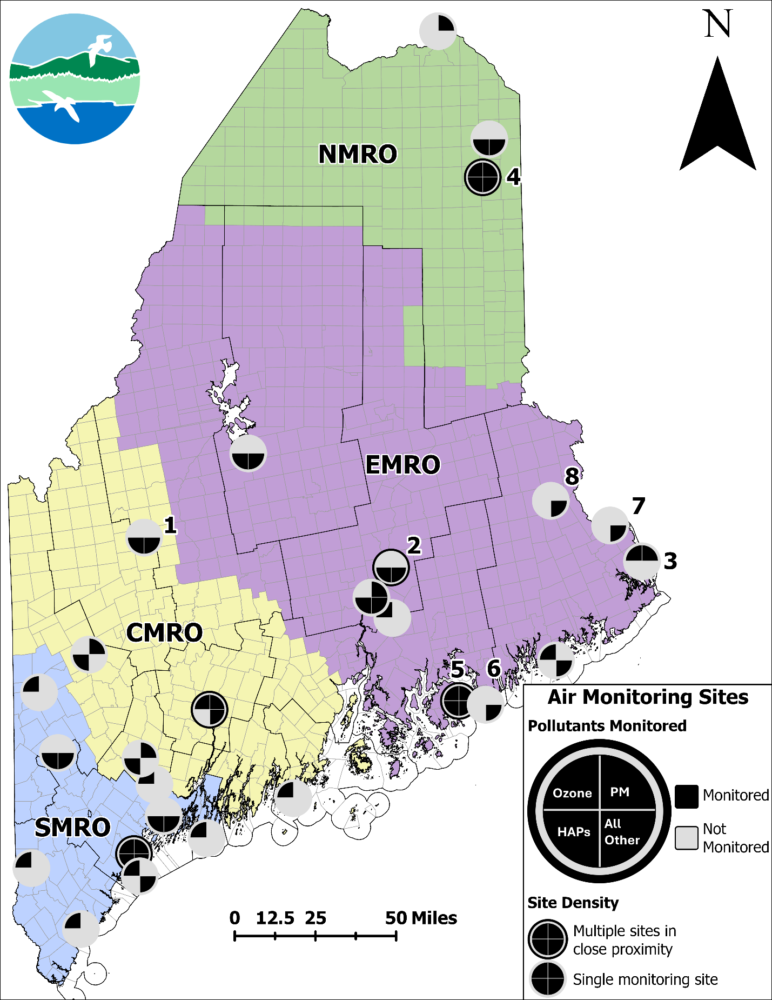 N
NMRO
4
EMRO
8
7
1
2
3
CMRO
5
6
SMRO
0 12.5 25 50 Miles
Air Monitoring Sites
Pollutants Monitored
Ozone
PM
HAPs
All
Other
Monitored
Not
Monitored
Site Density
Multiple sites in
close proximity
Single monitoring site